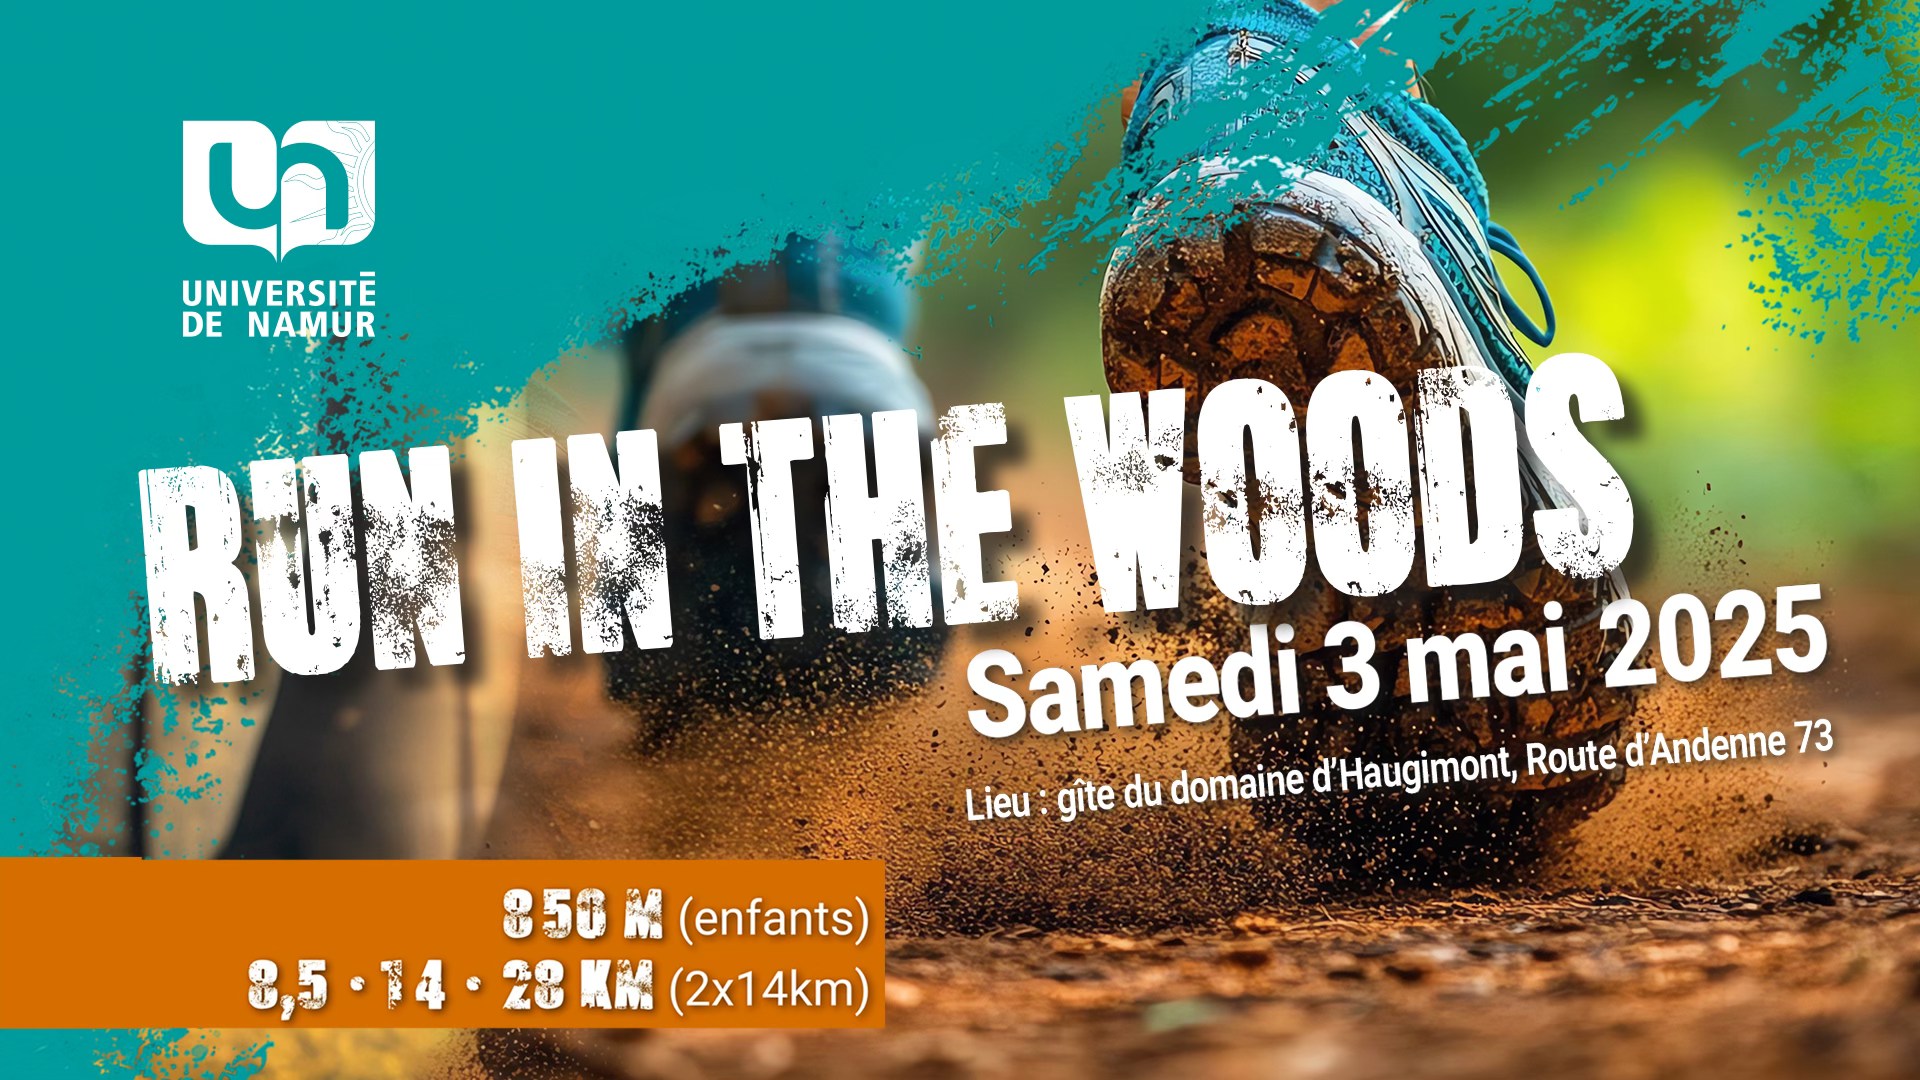 UNIVERSITÉ
DE NAMUR
RUN IN THE WOODS
Samedi 3 mai 2025
Lieu : gîte du domaine d’Haugimont, Route d’Andenne 73
850 M (enfants)
8,5 • 14 • 28 KM (2x14km)